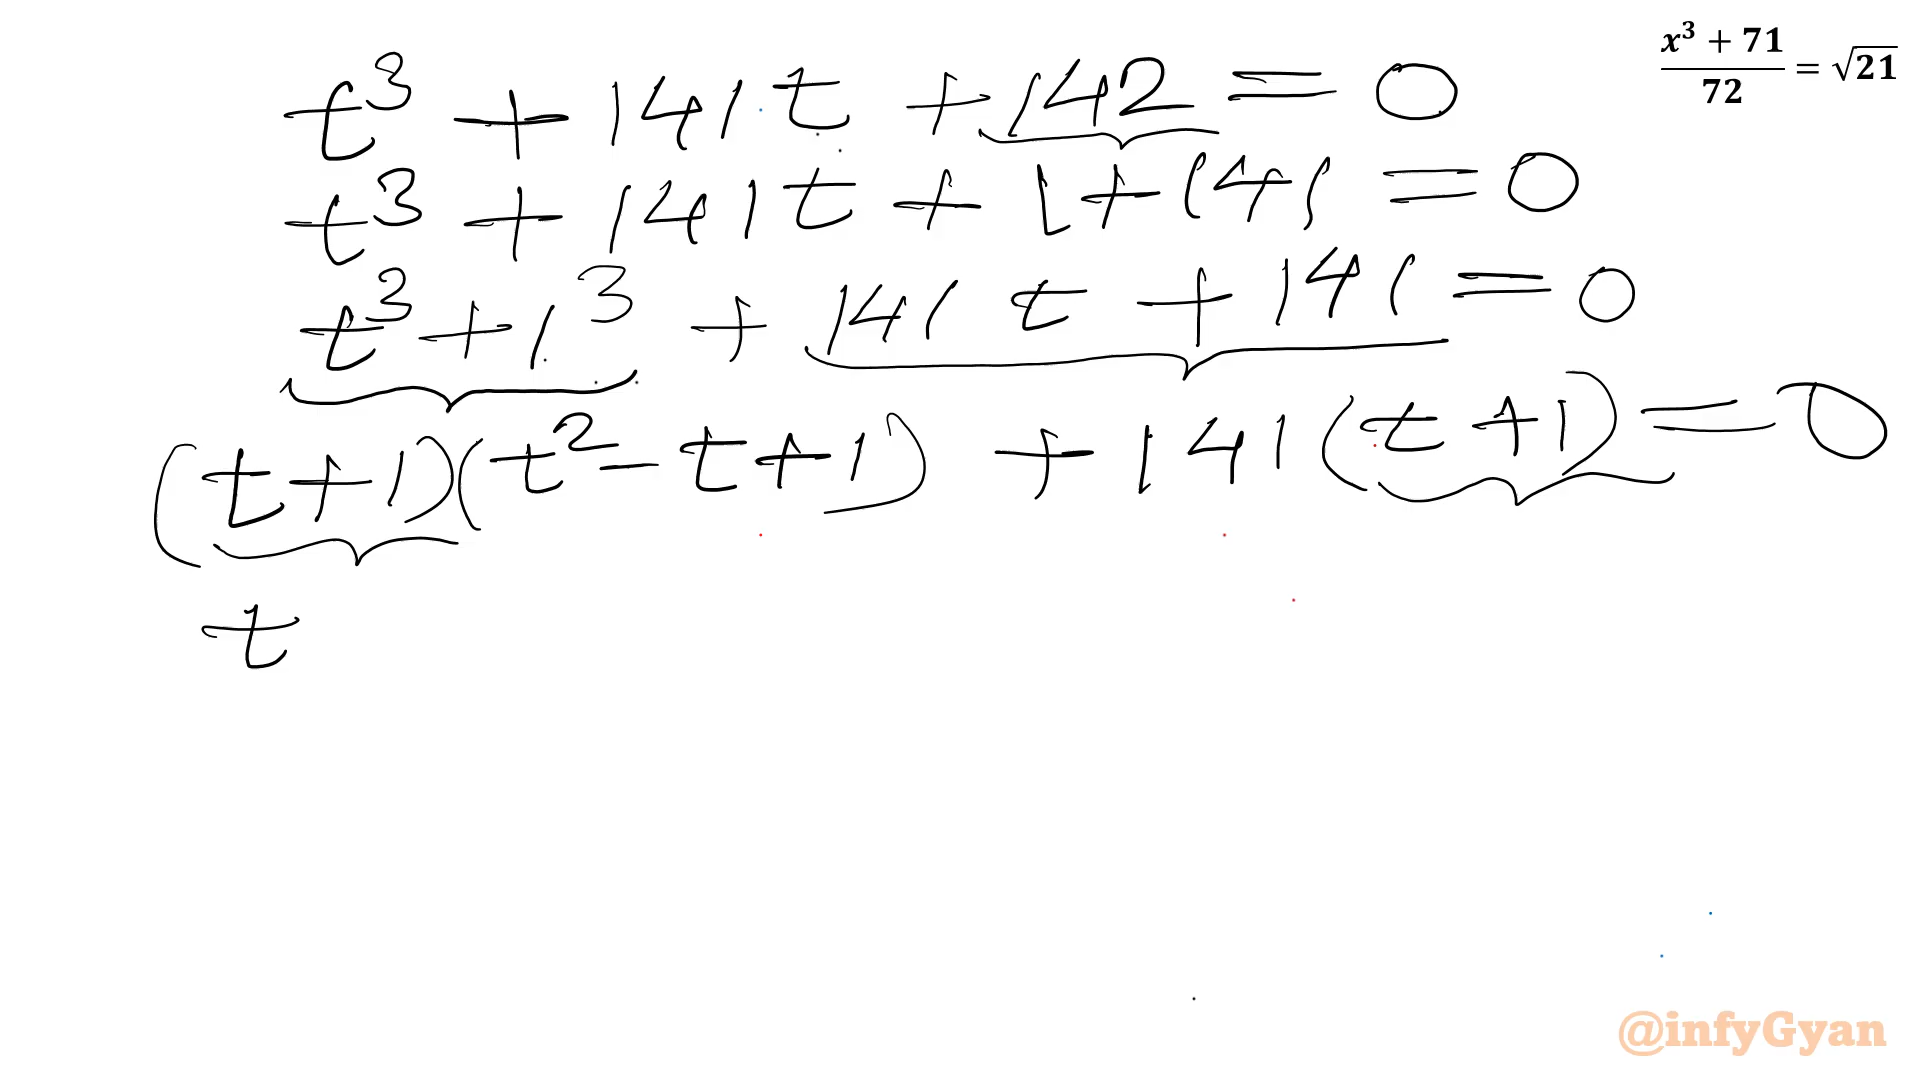 t³ + 141t + 142 = 0
t³ + 141t + 1 + 141 = 0
t³ + 1³ + 141t + 141 = 0
(t+1)(t² - t + 1) + 141(t+1) = 0
t
x³ + 71 / 72 = √21
@infyGyan